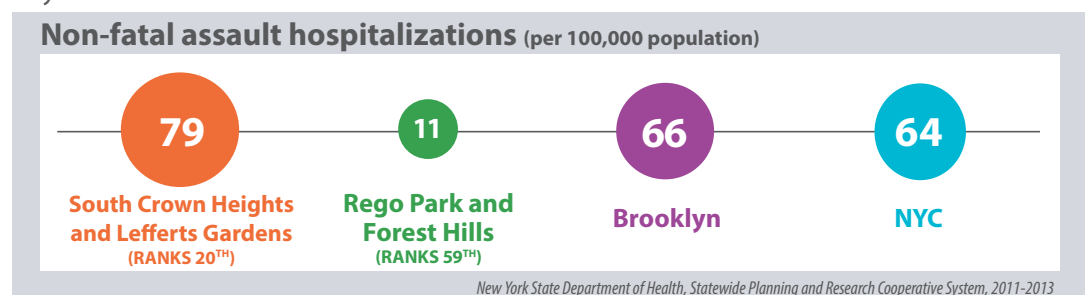 Non-fatal assault hospitalizations (per 100,000 population)
79
11
66
64
South Crown Heights
and Lefferts Gardens
(RANKS 20TH)
Rego Park and
Forest Hills
(RANKS 59TH)
Brooklyn
NYC
New York State Department of Health, Statewide Planning and Research Cooperative System, 2011-2013